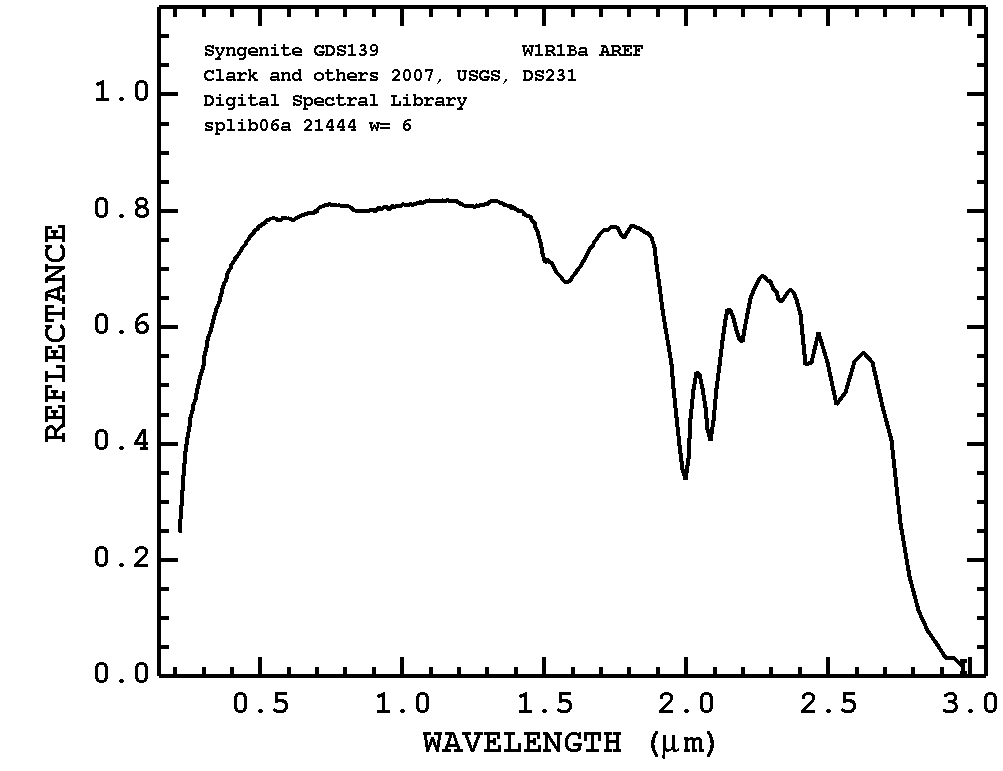 Syngenite GDS139 W1R1Ba AREF
Clark and others 2007, USGS, DS231
Digital Spectral Library
splib06a 21444 w= 6
REFLECTANCE
1.0
0.8
0.6
0.4
0.2
0.0
0.5 1.0 1.5 2.0 2.5 3.0
WAVELENGTH (μm)